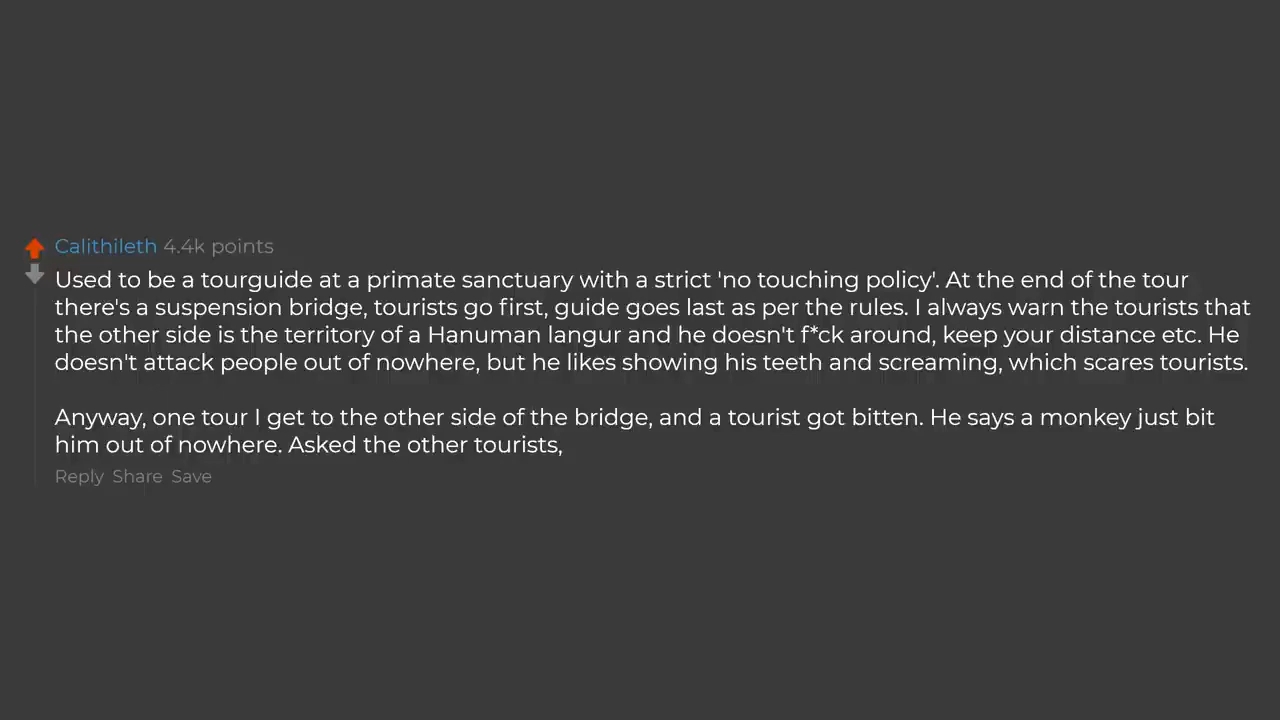 Calithileth 4.4k points
Used to be a tourguide at a primate sanctuary with a strict 'no touching policy'. At the end of the tour
there's a suspension bridge, tourists go first, guide goes last as per the rules. I always warn the tourists that
the other side is the territory of a Hanuman langur and he doesn't f*ck around, keep your distance etc. He
doesn't attack people out of nowhere, but he likes showing his teeth and screaming, which scares tourists.
Anyway, one tour I get to the other side of the bridge, and a tourist got bitten. He says a monkey just bit
him out of nowhere. Asked the other tourists,
Reply Share Save